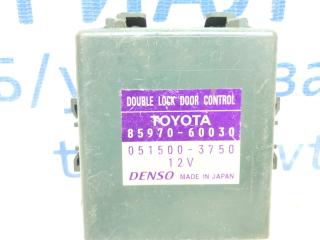 DOUBLE LOCK DOOR CONTROL
TOYOTA
85970-60030
051500-3750
12V
DENSO MADE IN JAPAN